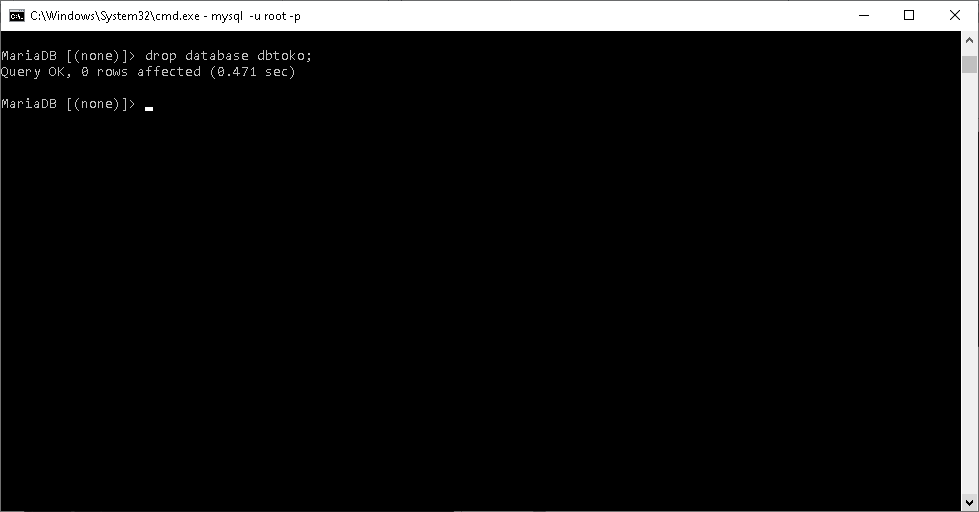 C:\Windows\System32\cmd.exe - mysql  -u root -p
MariaDB [(none)]> drop database dbtoko;
Query OK, 0 rows affected (0.471 sec)
MariaDB [(none)]>